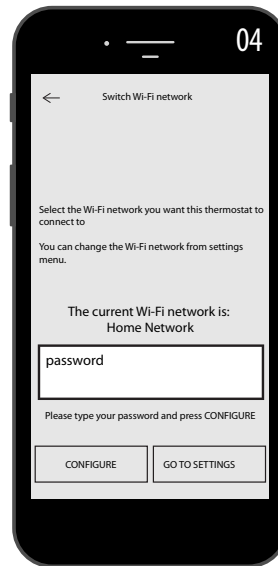 04
Switch Wi-Fi network
Select the Wi-Fi network you want this thermostat to
connect to
You can change the Wi-Fi network from settings
menu.
The current Wi-Fi network is:
Home Network
password
Please type your password and press CONFIGURE
CONFIGURE
GO TO SETTINGS